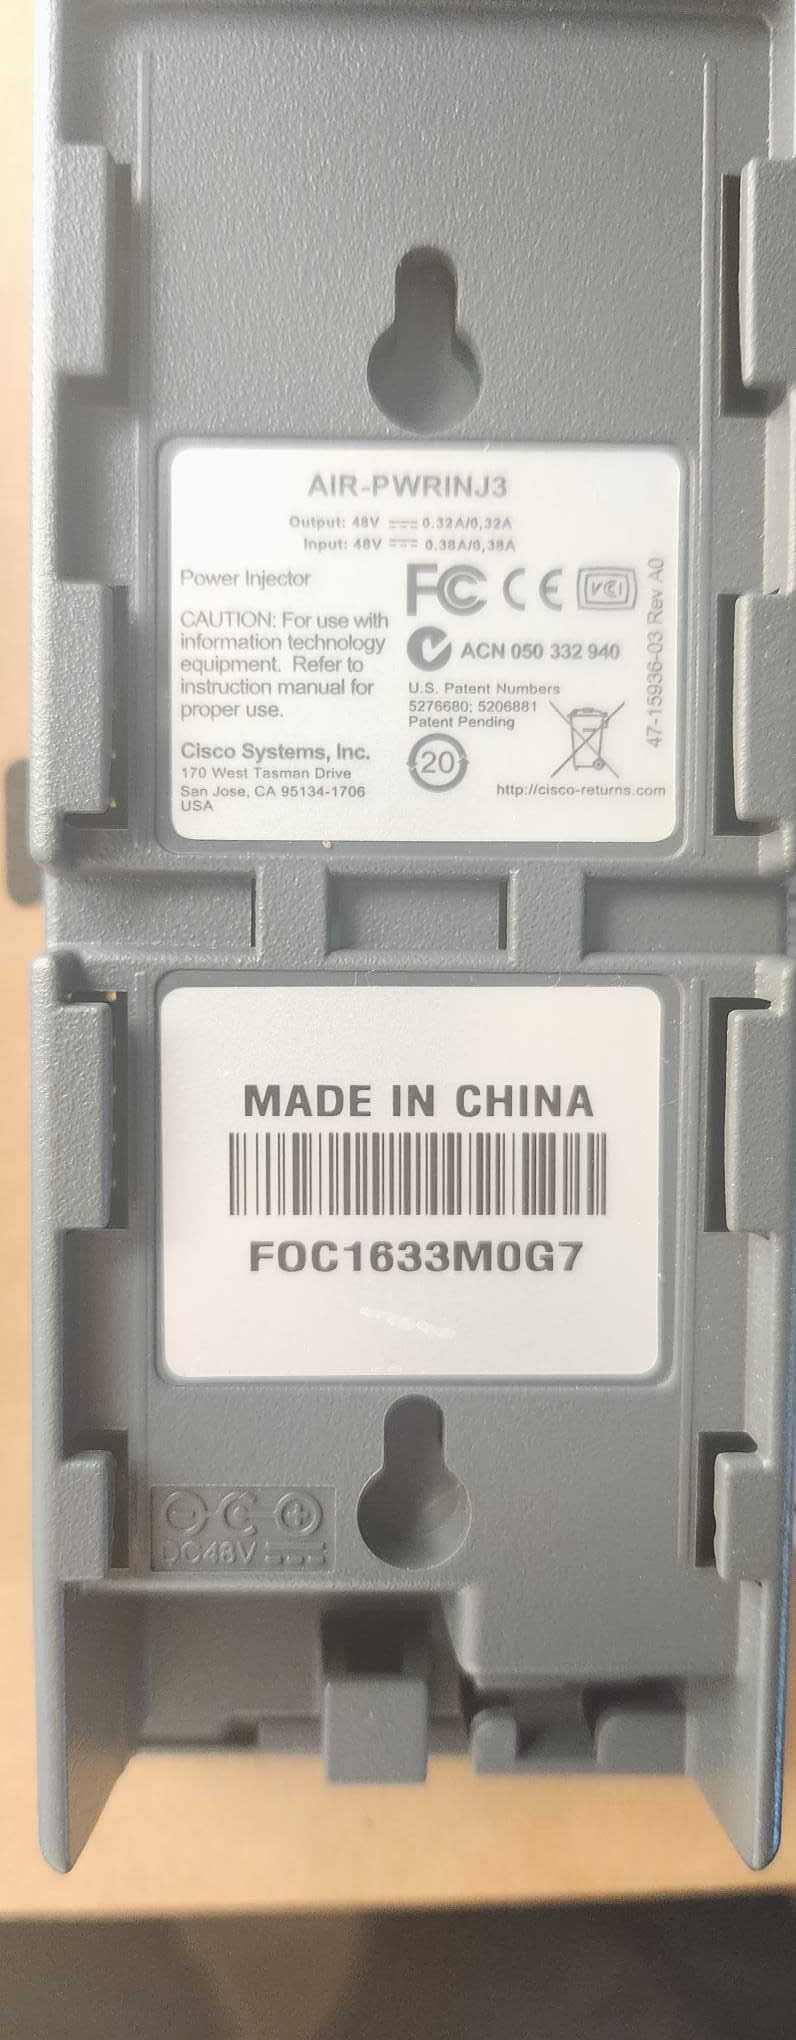 AIR-PWRINJ3
Output: 48V 0.32A/0,32A
Input: 48V 0.38A/0,38A
Power Injector
CAUTION: For use with
information technology
equipment. Refer to
instruction manual for
proper use.
Cisco Systems, Inc.
170 West Tasman Drive
San Jose, CA 95134-1706
USA
FC CE VCI
ACN 050 332 940
U.S. Patent Numbers
5276680; 5206881
Patent Pending
20
http://cisco-returns.com
47-15936-03 Rev A0
MADE IN CHINA
FOC1633M0G7
DC48V